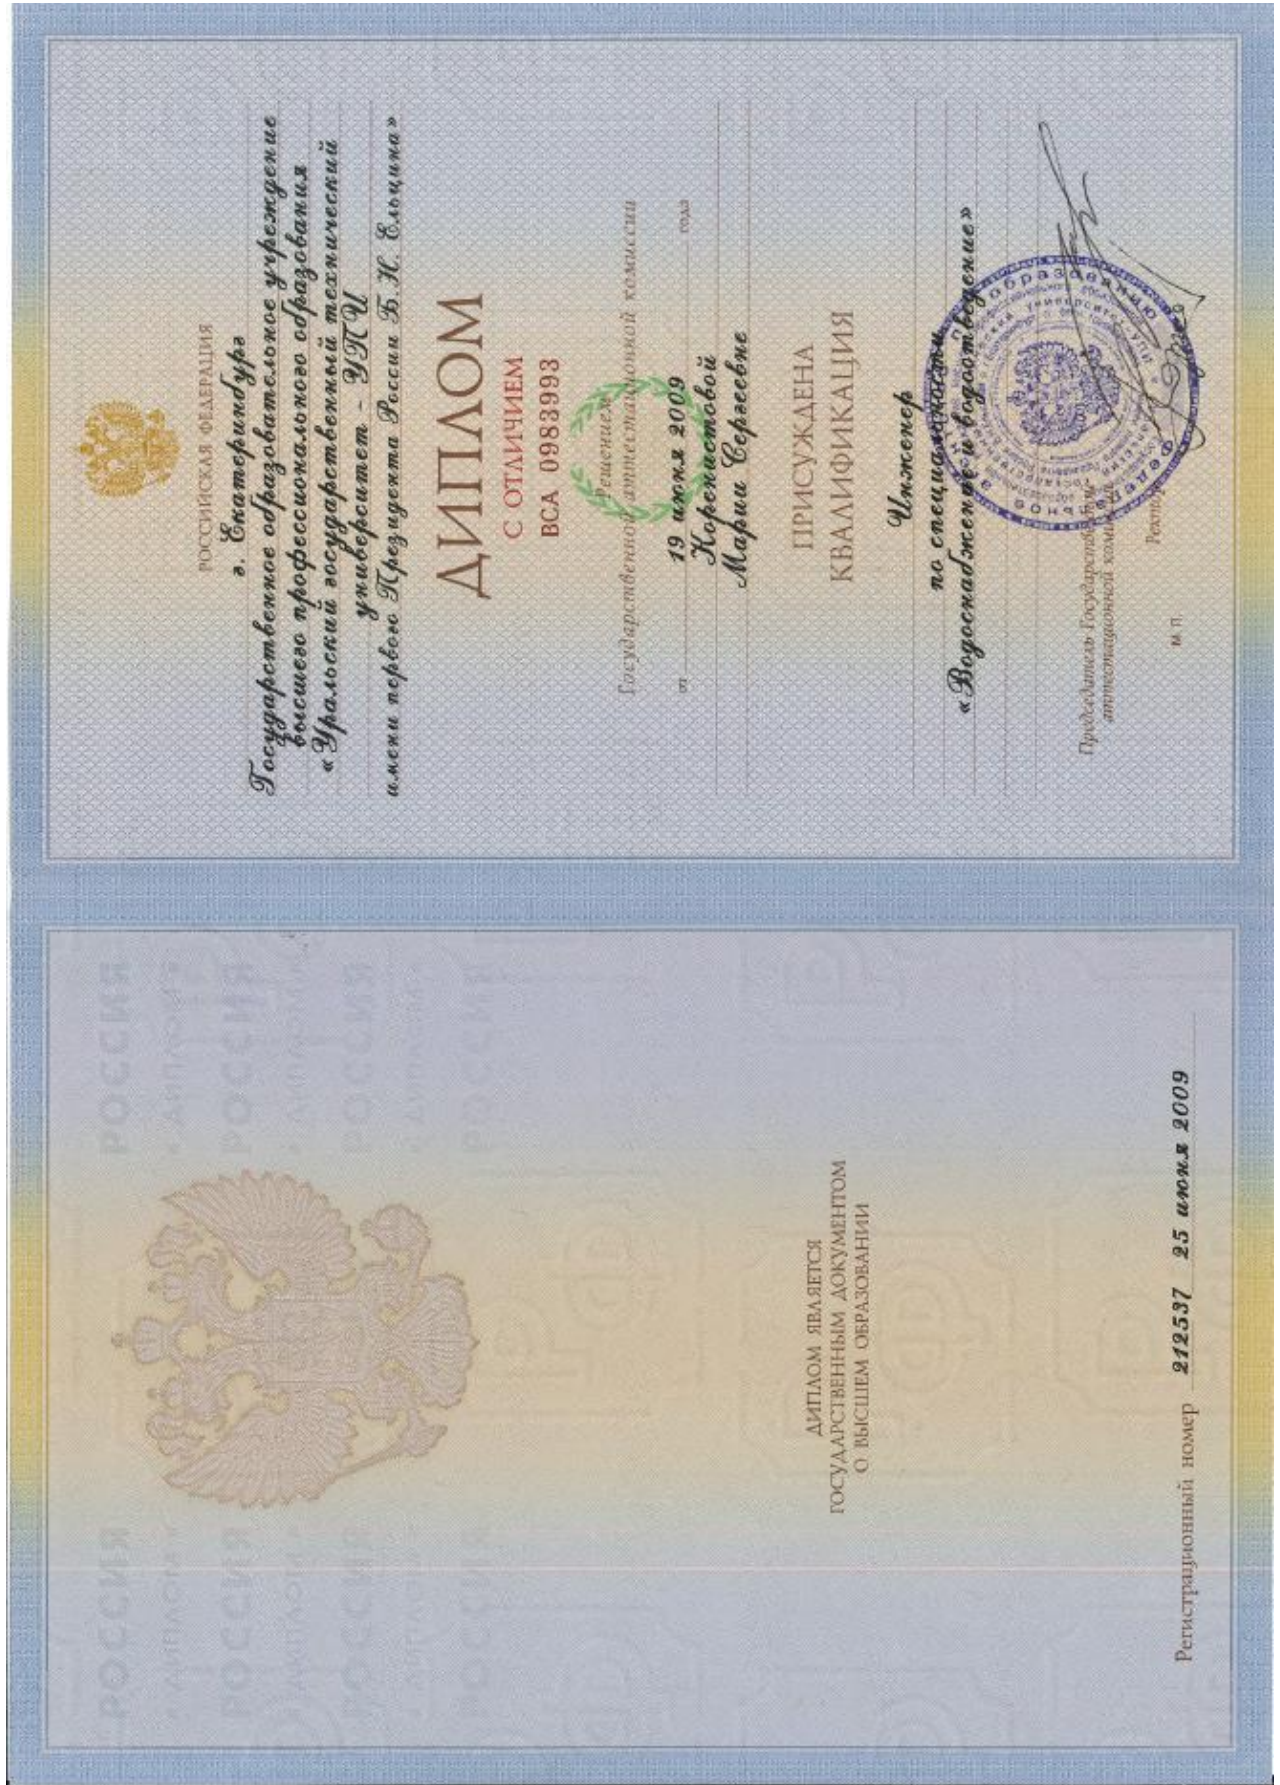 ДИПЛОМ ЯВЛЯЕТСЯ
ГОСУДАРСТВЕННЫМ ДОКУМЕНТОМ
О ВЫСШЕМ ОБРАЗОВАНИИ
Регистрационный номер 212537 25 июня 2009
РОССИЙСКАЯ ФЕДЕРАЦИЯ
г. Екатеринбург
Государственное образовательное учреждение
высшего профессионального образования
«Уральский государственный технический
университет - УПИ
имени первого Президента России Б.Н. Ельцина»
ДИПЛОМ
С ОТЛИЧИЕМ
ВСА 0983993
Решением
Государственной аттестационной комиссии
от 19 июня 2009 года
Коренистовой
Марии Сергеевне
ПРИСУЖДЕНА
КВАЛИФИКАЦИЯ
Инженер
по специальности
«Водоснабжение и водоотведение»
Председатель Государственной
аттестационной комиссии
Ректор
М.П.